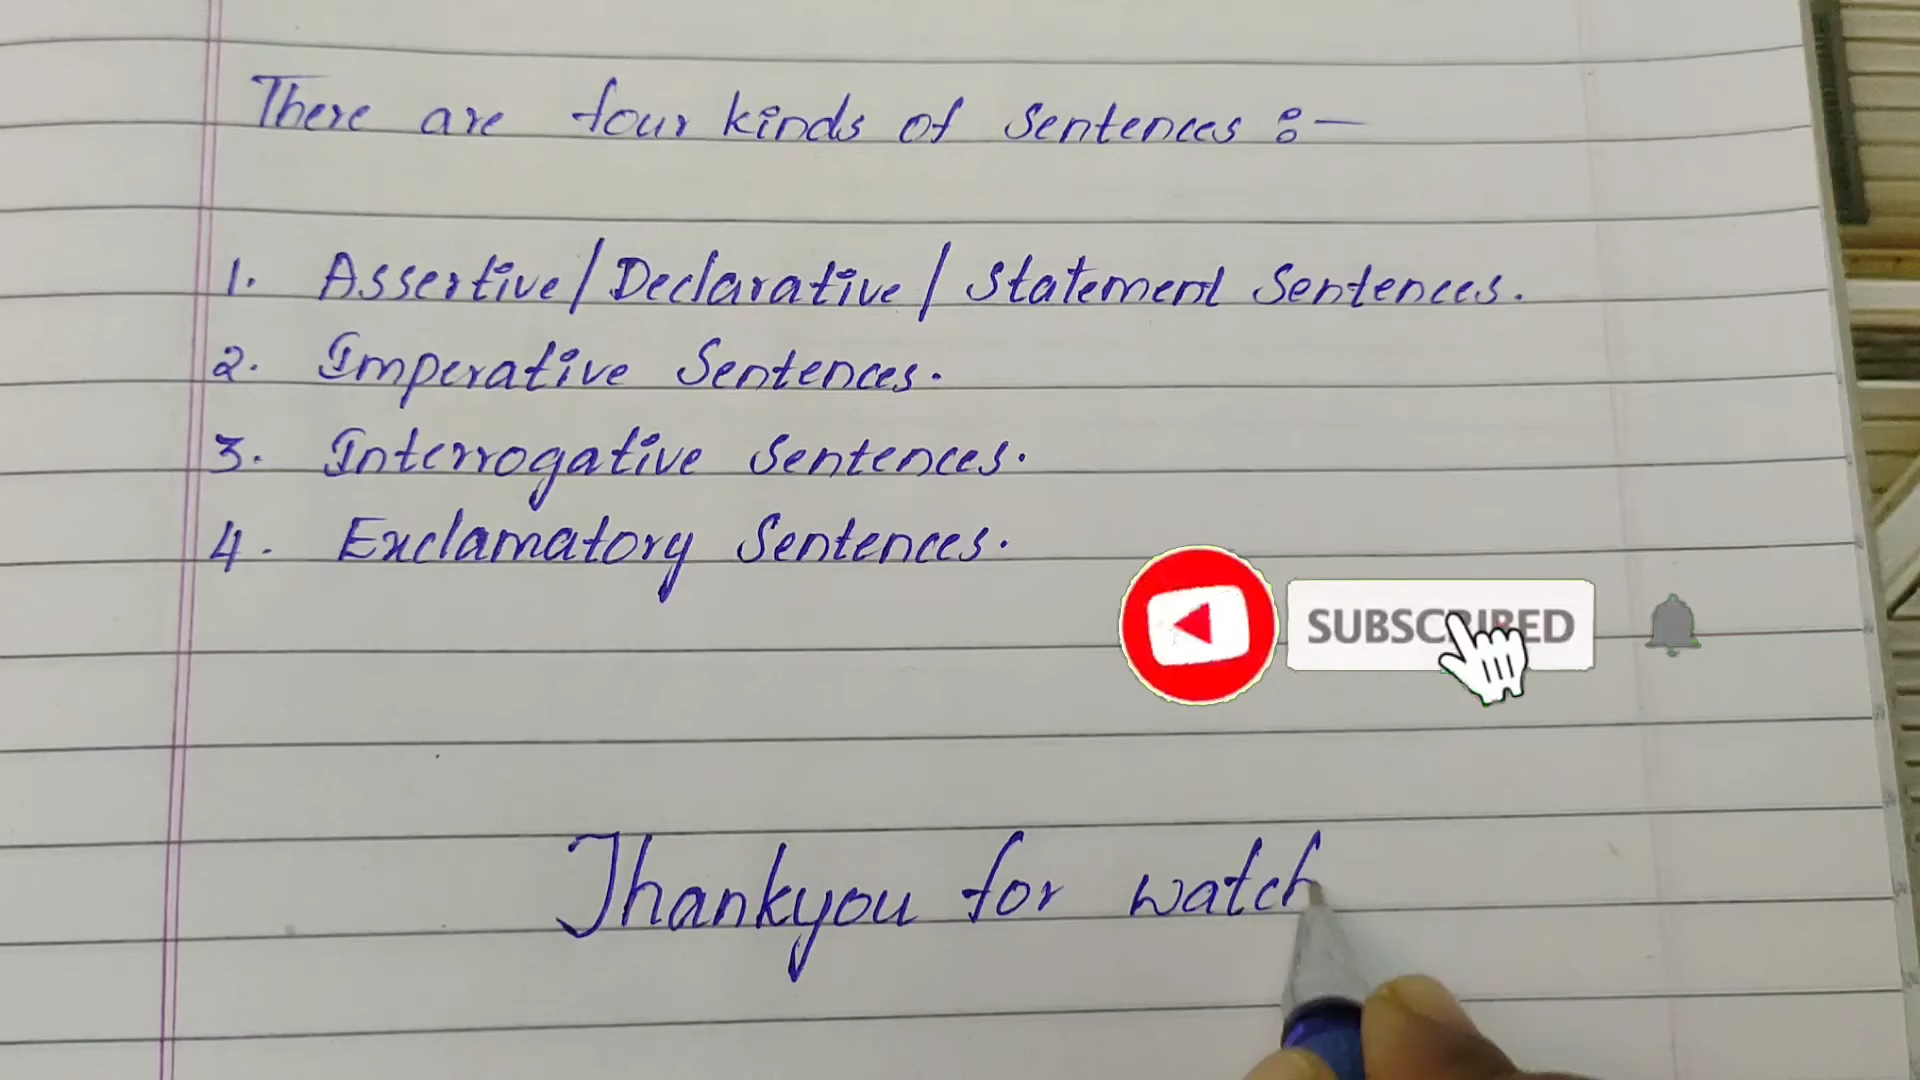 There are four kinds of Sentences :-
1. Assertive/Declarative/Statement Sentences.
2. Imperative Sentences.
3. Interrogative Sentences.
4. Exclamatory Sentences.
SUBSCRIBED
Thankyou for watch